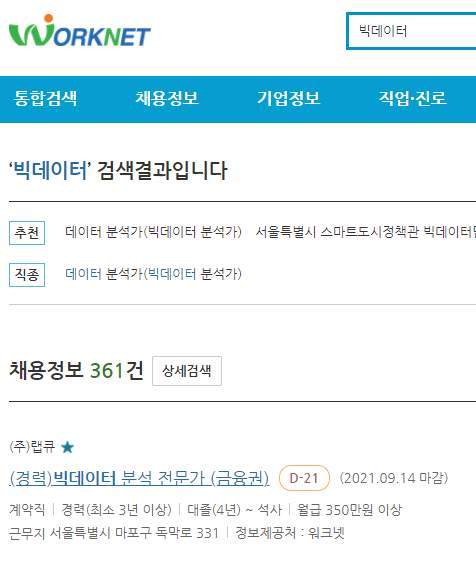 WORKNET
빅데이터
통합검색 채용정보 기업정보 직업·진로
‘빅데이터’ 검색결과입니다
추천 데이터 분석가(빅데이터 분석가) 서울특별시 스마트도시정책관 빅데이터
직종 데이터 분석가(빅데이터 분석가)
채용정보 361건 상세검색
(주)랩큐
(경력)빅데이터 분석 전문가 (금융권) D-21 (2021.09.14 마감)
계약직 경력(최소 3년 이상) 대졸(4년) ~ 석사 월급 350만원 이상
근무지 서울특별시 마포구 독막로 331 정보제공처 : 워크넷